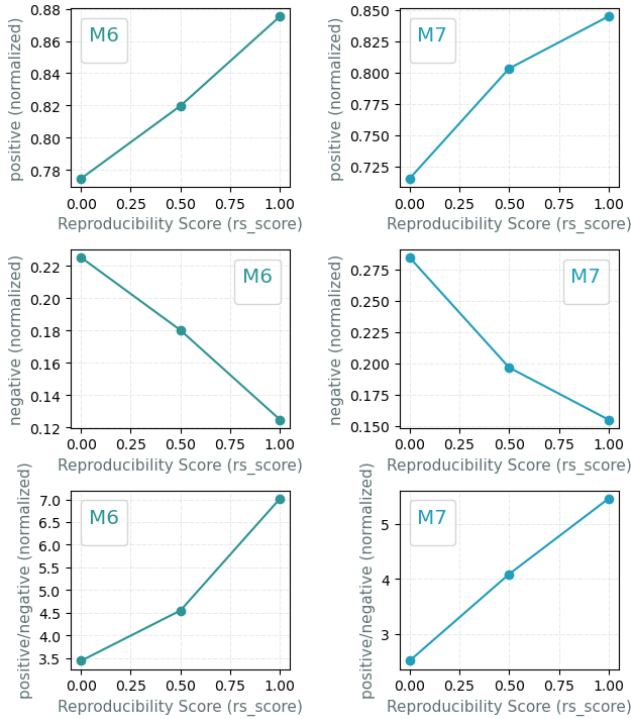 positive (normalized)
0.88
0.86
0.84
0.82
0.80
0.78
M6
0.00 0.25 0.50 0.75 1.00
Reproducibility Score (rs_score)
positive (normalized)
0.850
0.825
0.800
0.775
0.750
0.725
M7
0.00 0.25 0.50 0.75 1.00
Reproducibility Score (rs_score)
negative (normalized)
0.22
0.20
0.18
0.16
0.14
0.12
M6
0.00 0.25 0.50 0.75 1.00
Reproducibility Score (rs_score)
negative (normalized)
0.275
0.250
0.225
0.200
0.175
0.150
M7
0.00 0.25 0.50 0.75 1.00
Reproducibility Score (rs_score)
positive/negative (normalized)
7.0
6.5
6.0
5.5
5.0
4.5
4.0
3.5
M6
0.00 0.25 0.50 0.75 1.00
Reproducibility Score (rs_score)
positive/negative (normalized)
5
4
3
M7
0.00 0.25 0.50 0.75 1.00
Reproducibility Score (rs_score)